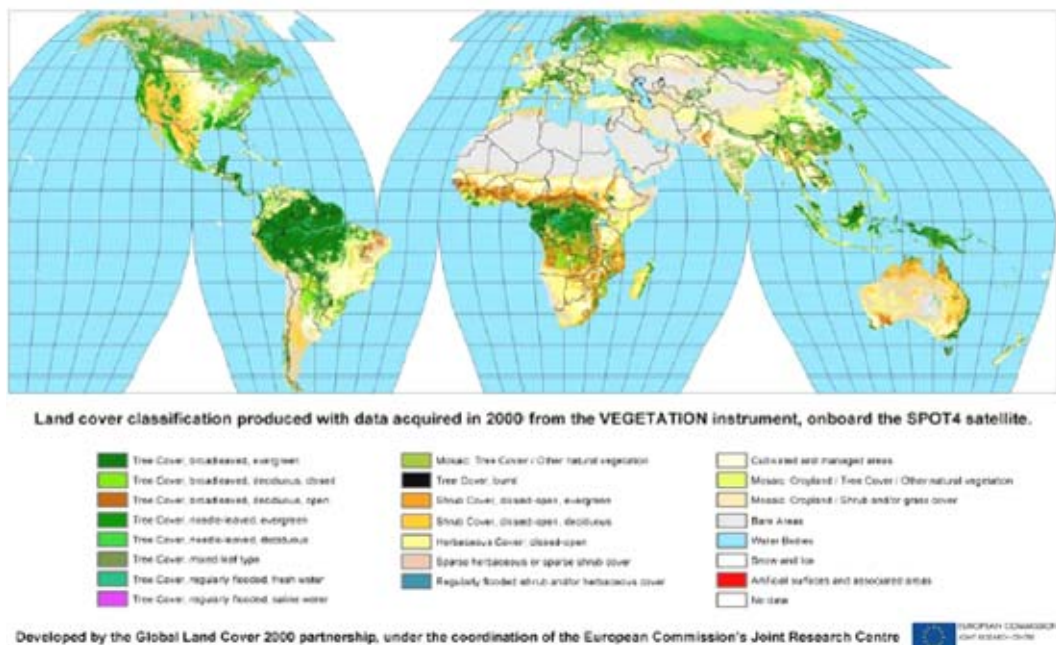 Land cover classification produced with data acquired in 2000 from the VEGETATION instrument, onboard the SPOT4 satellite.
Tree Cover, broadleaved, evergreen
Tree Cover, broadleaved, deciduous, closed
Tree Cover, broadleaved, deciduous, open
Tree Cover, needle-leaved, evergreen
Tree Cover, needle-leaved, deciduous
Tree Cover, mixed leaf type
Tree Cover, regularly flooded, fresh water
Tree Cover, regularly flooded, saline water
Mosaic: Tree Cover / Other natural vegetation
Tree Cover, burnt
Shrub Cover, closed-open, evergreen
Shrub Cover, closed-open, deciduous
Herbaceous Cover, closed-open
Sparse herbaceous or sparse shrub cover
Regularly flooded shrub and/or herbaceous cover
Cultivated and managed areas
Mosaic: Cropland / Tree Cover / Other natural vegetation
Mosaic: Cropland / Shrub and/or grass cover
Bare Areas
Water Bodies
Snow and Ice
Artificial surfaces and associated areas
No data
Developed by the Global Land Cover 2000 partnership, under the coordination of the European Commission's Joint Research Centre
EUROPEAN COMMISSION
JOINT RESEARCH CENTRE